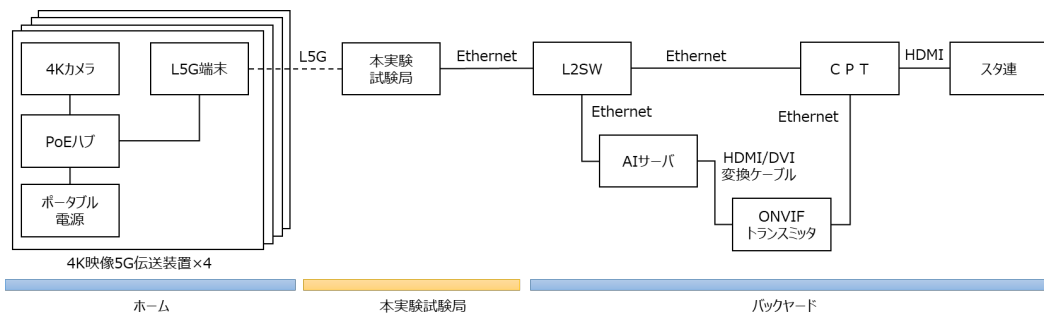 4Kカメラ
L5G端末
PoEハブ
ポータブル
電源
4K映像5G伝送装置×4
L5G
本実験
試験局
Ethernet
L2SW
Ethernet
CPT
HDMI
スタ連
Ethernet
Ethernet
AIサーバ
HDMI/DVI
変換ケーブル
ONVIF
トランスミッタ
ホーム
本実験試験局
バックヤード